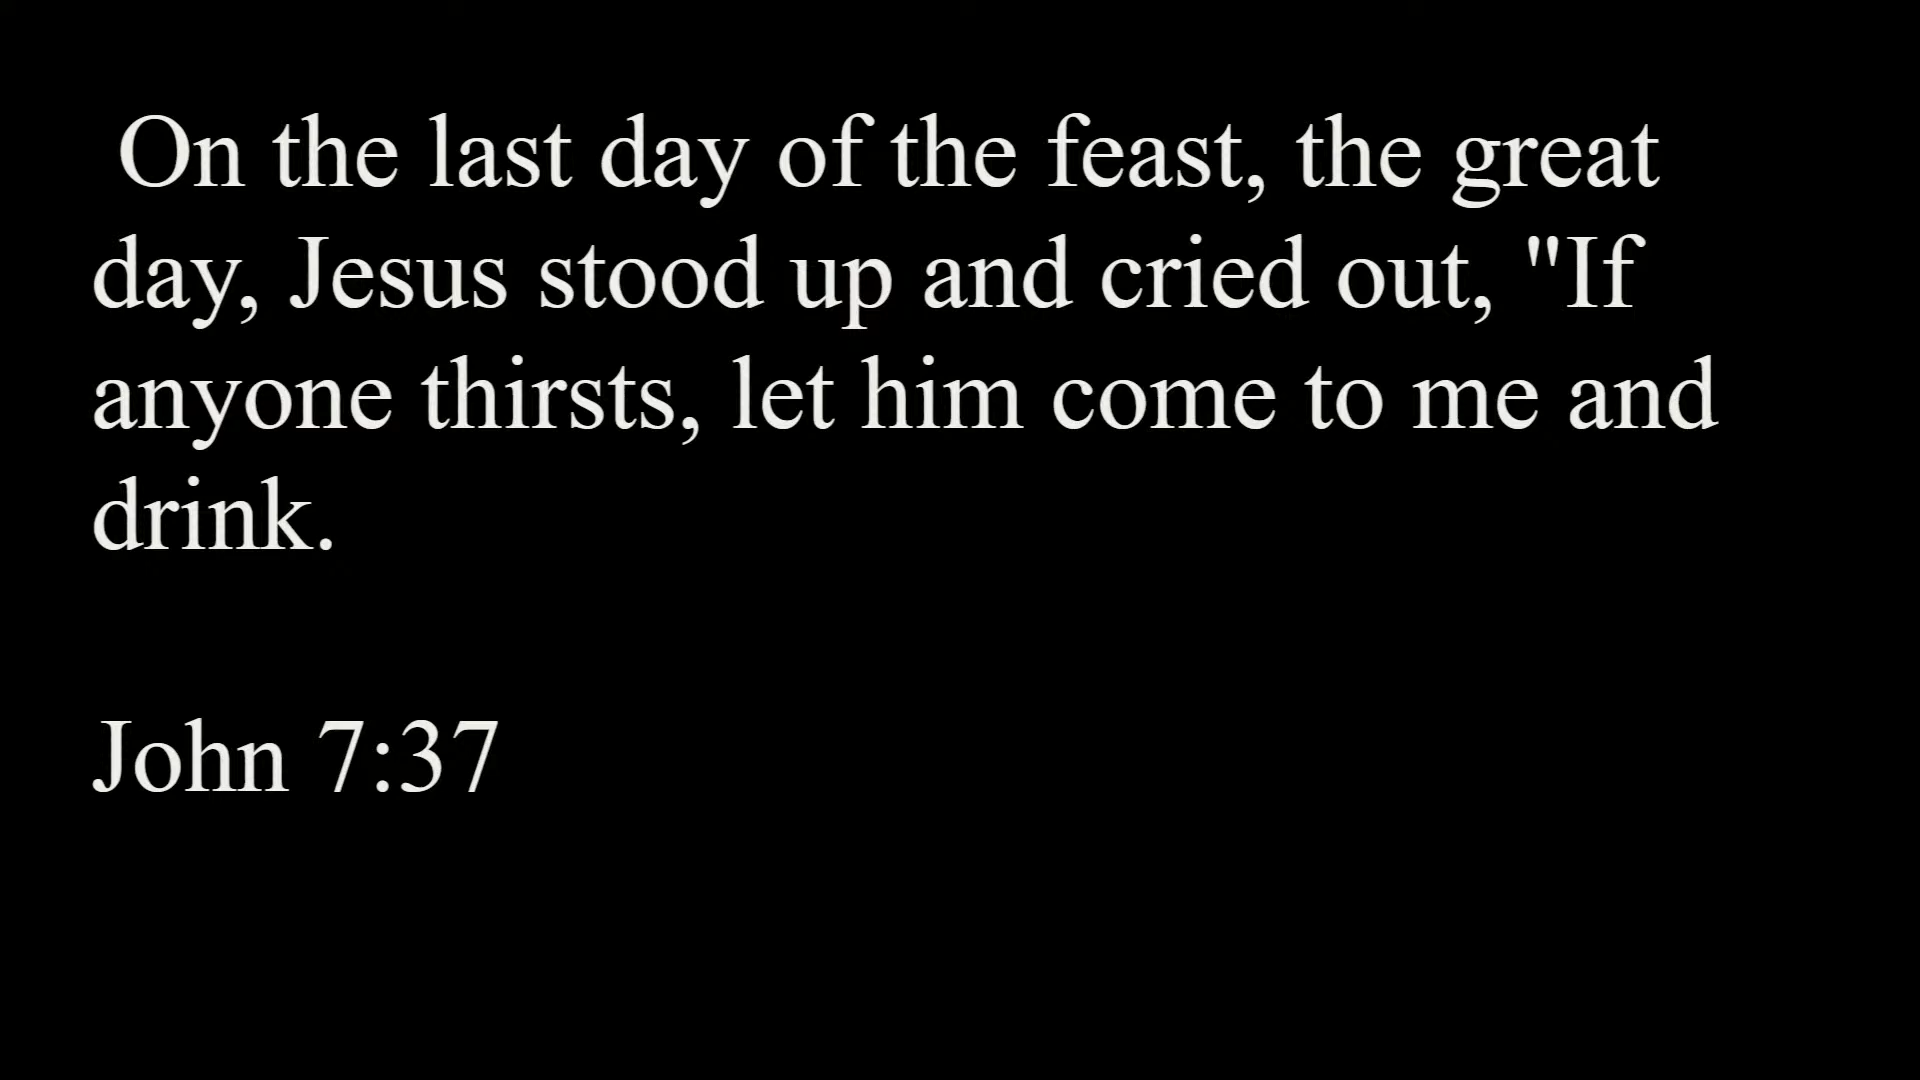 On the last day of the feast, the great
day, Jesus stood up and cried out, "If
anyone thirsts, let him come to me and
drink.
John 7:37